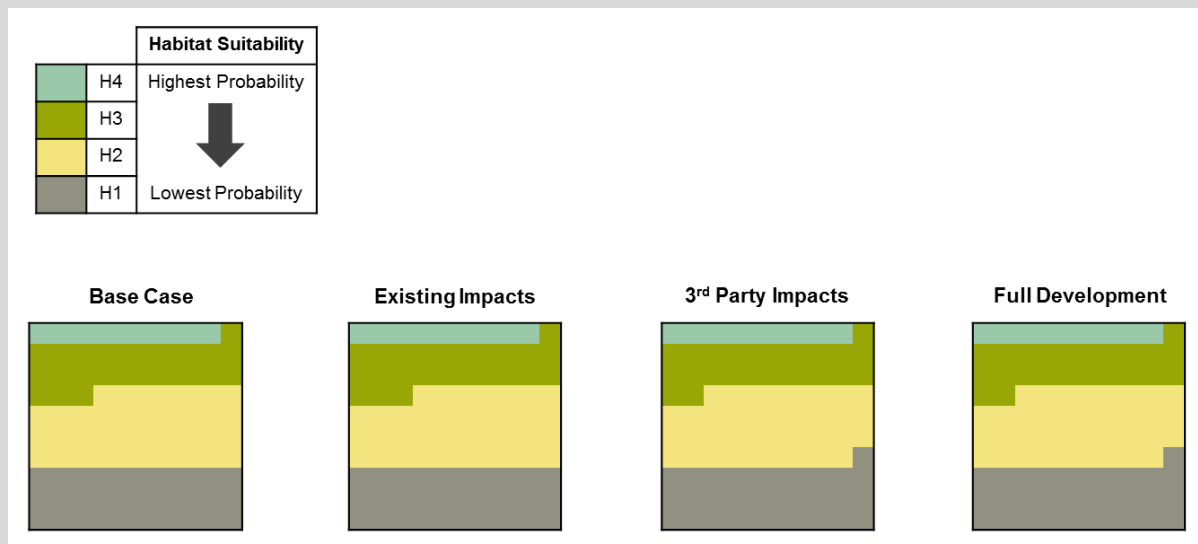 Habitat Suitability
H4 Highest Probability
H3
H2
H1 Lowest Probability
Base Case
Existing Impacts
3rd Party Impacts
Full Development